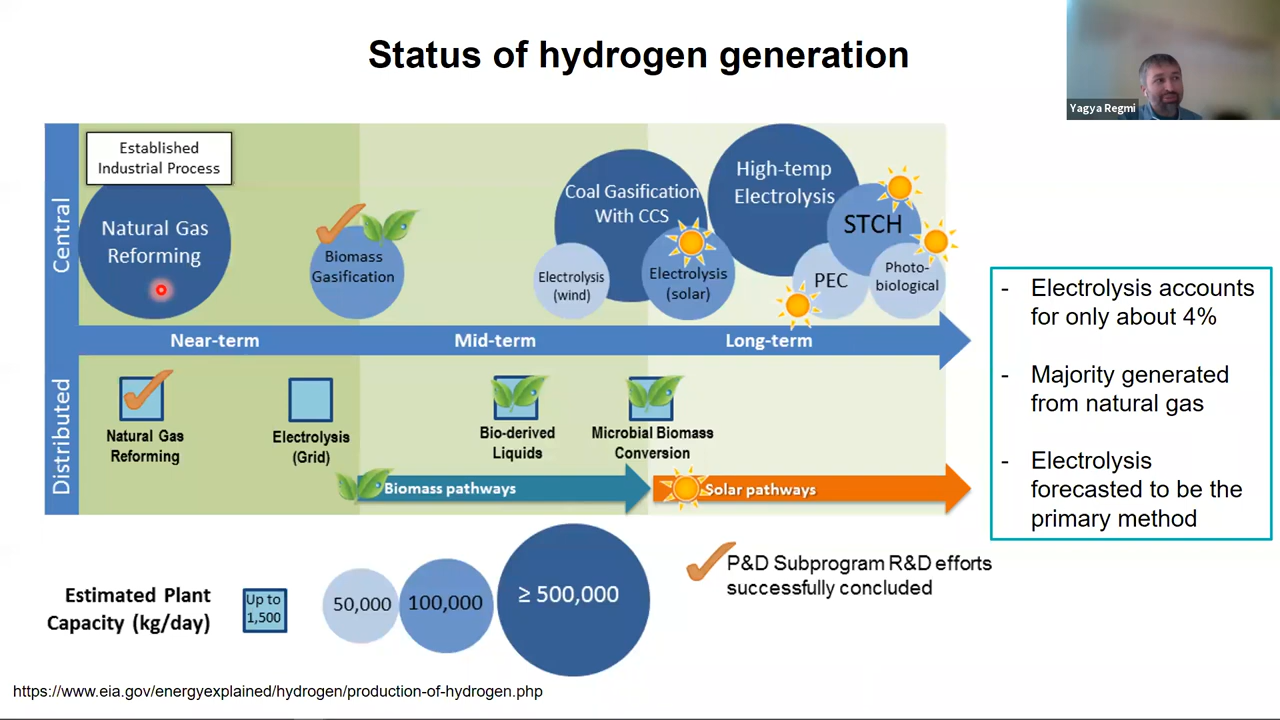 Status of hydrogen generation
Yagya Regmi
Established
Industrial Process
Central
Natural Gas
Reforming
Biomass
Gasification
Coal Gasification
With CCS
Electrolysis
(wind)
Electrolysis
(solar)
High-temp
Electrolysis
STCH
PEC
Photo-
biological
Near-term
Mid-term
Long-term
Distributed
Natural Gas
Reforming
Electrolysis
(Grid)
Bio-derived
Liquids
Microbial Biomass
Conversion
Biomass pathways
Solar pathways
- Electrolysis accounts
for only about 4%
- Majority generated
from natural gas
- Electrolysis
forecasted to be the
primary method
Estimated Plant
Capacity (kg/day)
Up to
1,500
50,000
100,000
≥ 500,000
P&D Subprogram R&D efforts
successfully concluded
https://www.eia.gov/energyexplained/hydrogen/production-of-hydrogen.php